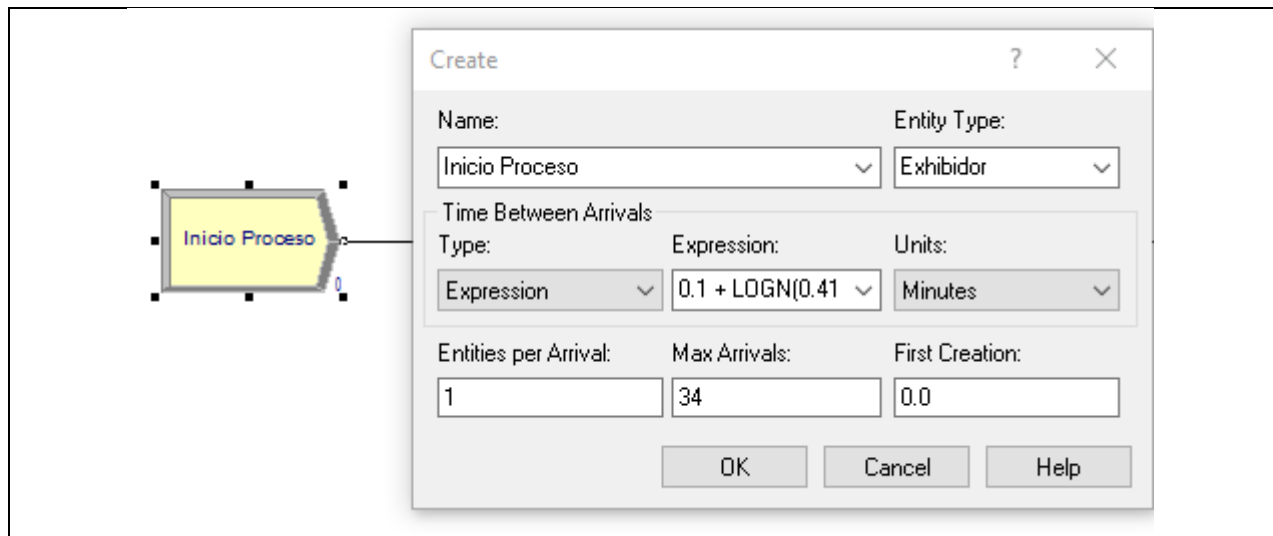 Create ?
Name: Entity Type:
Inicio Proceso Exhibidor
Time Between Arrivals
Inicio Proceso
Type: Expression: Units:
Expression 0.1 + LOGN(0.41 Minutes
0
Entities per Arrival: Max Arrivals: First Creation:
1 34 0.0
OK Cancel Help